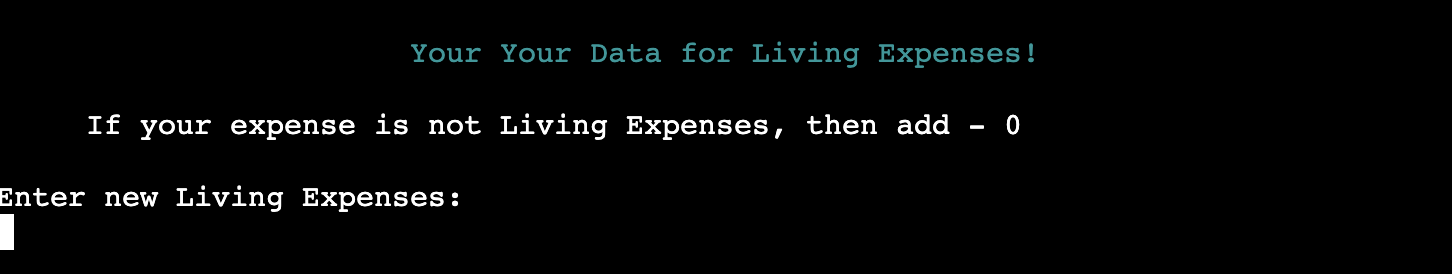 Your Your Data for Living Expenses!
If your expense is not Living Expenses, then add - 0
Enter new Living Expenses: